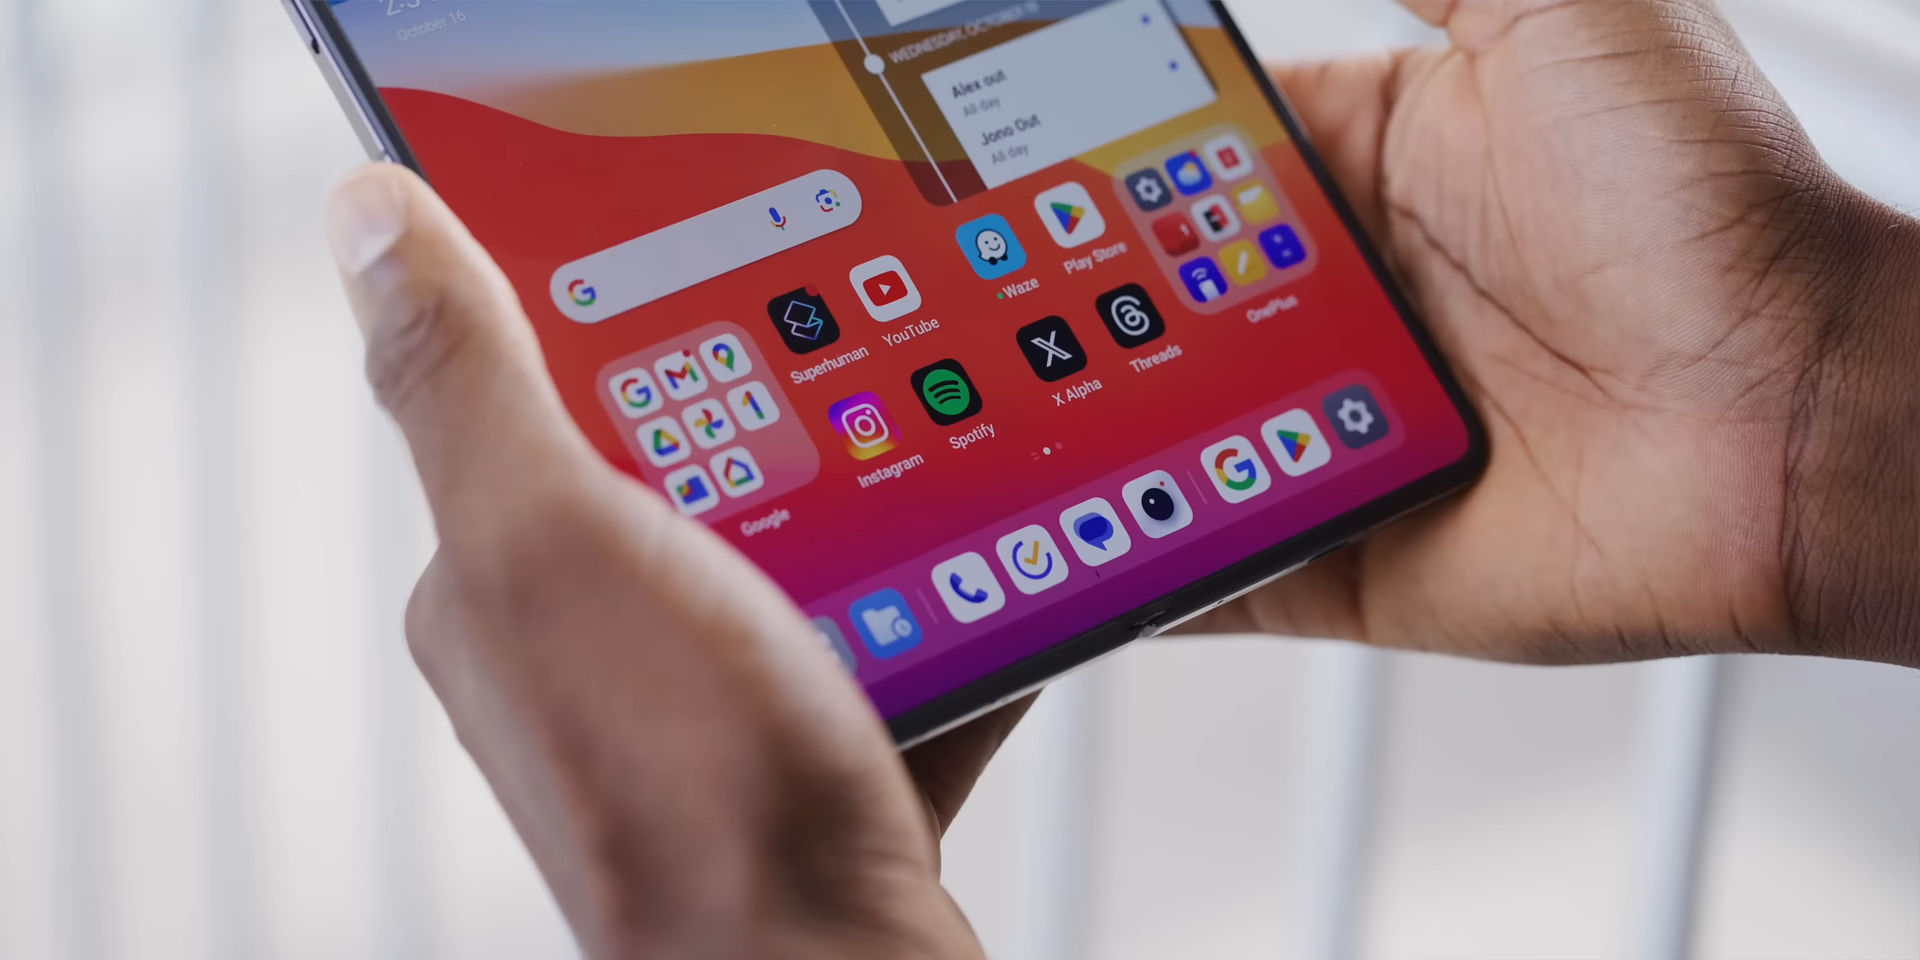 October 16
WEDNESDAY, OCTOBER 16
Alex out
All day
Jono Out
All day
Superhuman
YouTube
Waze
Play Store
Google
Instagram
Spotify
X Alpha
Threads
OnePlus